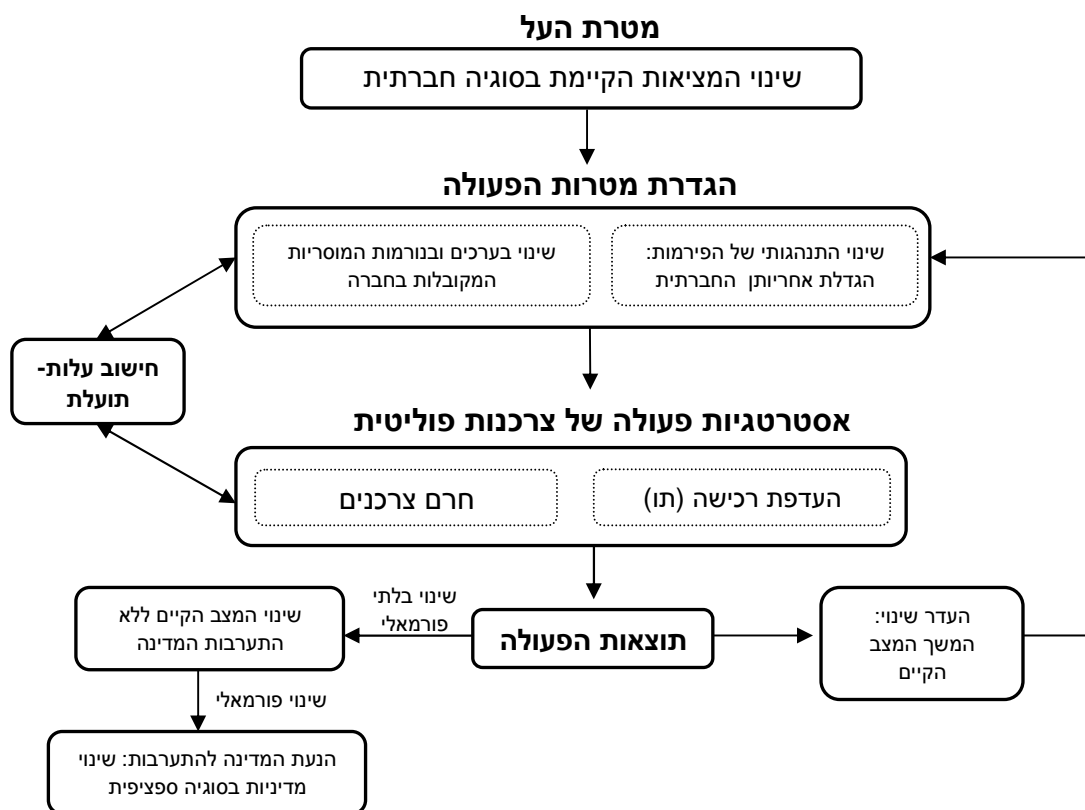 מטרת העל
שינוי המציאות הקיימת בסוגיה חברתית
הגדרת מטרות הפעולה
שינוי התנהגותי של הפירמות:
הגדלת אחריותן החברתית
שינוי בערכים ובנורמות המוסריות
המקובלות בחברה
חישוב עלות-
תועלת
אסטרטגיות פעולה של צרכנות פוליטית
העדפת רכישה (תו)
חרם צרכנים
תוצאות הפעולה
העדר שינוי:
המשך המצב
הקיים
שינוי בלתי
פורמאלי
שינוי המצב הקיים ללא
התערבות המדינה
שינוי פורמאלי
הנעת המדינה להתערבות: שינוי
מדיניות בסוגיה ספציפית